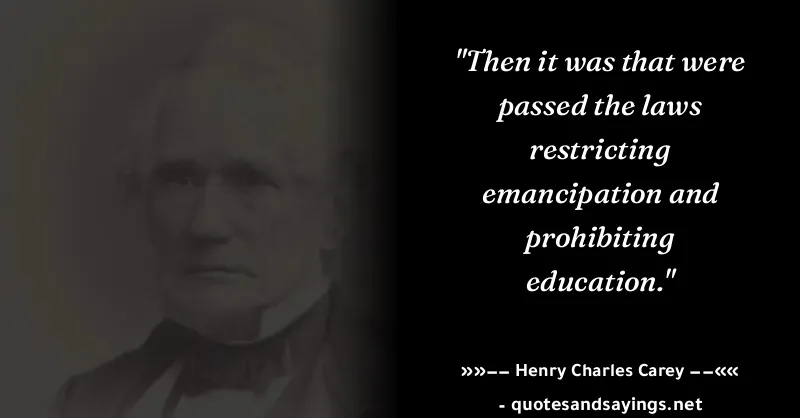 "Then it was that were
passed the laws
restricting
emancipation and
prohibiting
education."
»»−− Henry Charles Carey −−««
- quotesandsayings.net